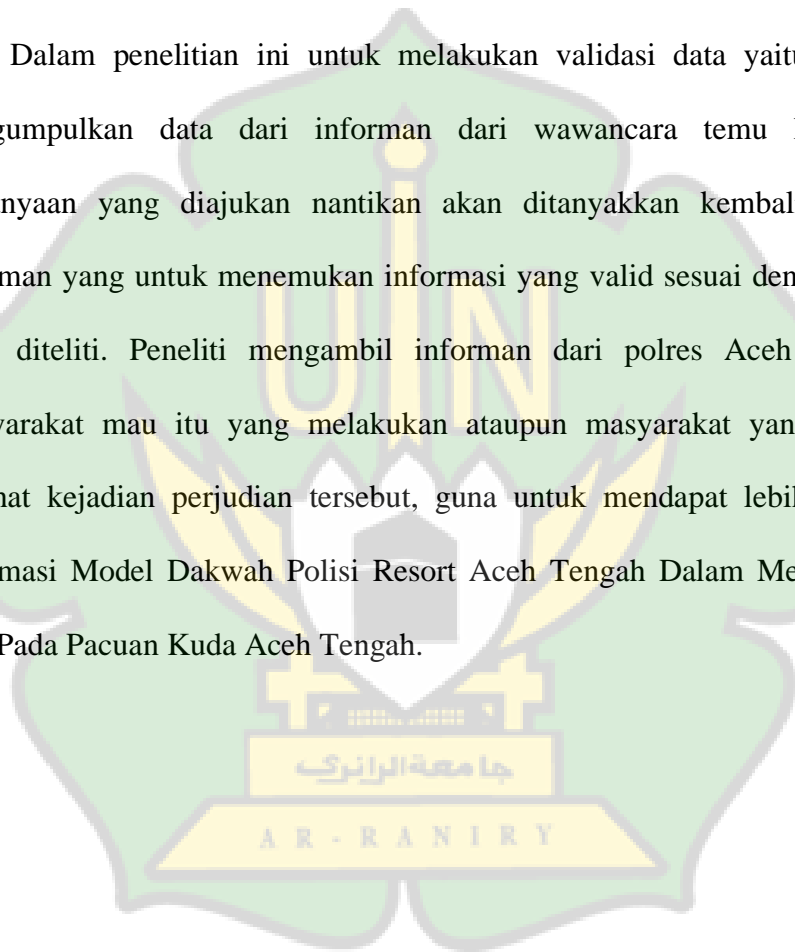 Dalam penelitian ini untuk melakukan validasi data yaitu
gumpulkan data dari informan dari wawancara temu
nyaan yang diajukan nantikan akan ditanyakkan kembal
man yang untuk menemukan informasi yang valid sesuai den
diteliti. Peneliti mengambil informan dari polres Aceh
yarakat mau itu yang melakukan ataupun masyarakat yan
hat kejadian perjudian tersebut, guna untuk mendapat lebi
masi Model Dakwah Polisi Resort Aceh Tengah Dalam Me
Pada Pacuan Kuda Aceh Tengah.
UIN
جامعة الرانري
AR-RANIRY